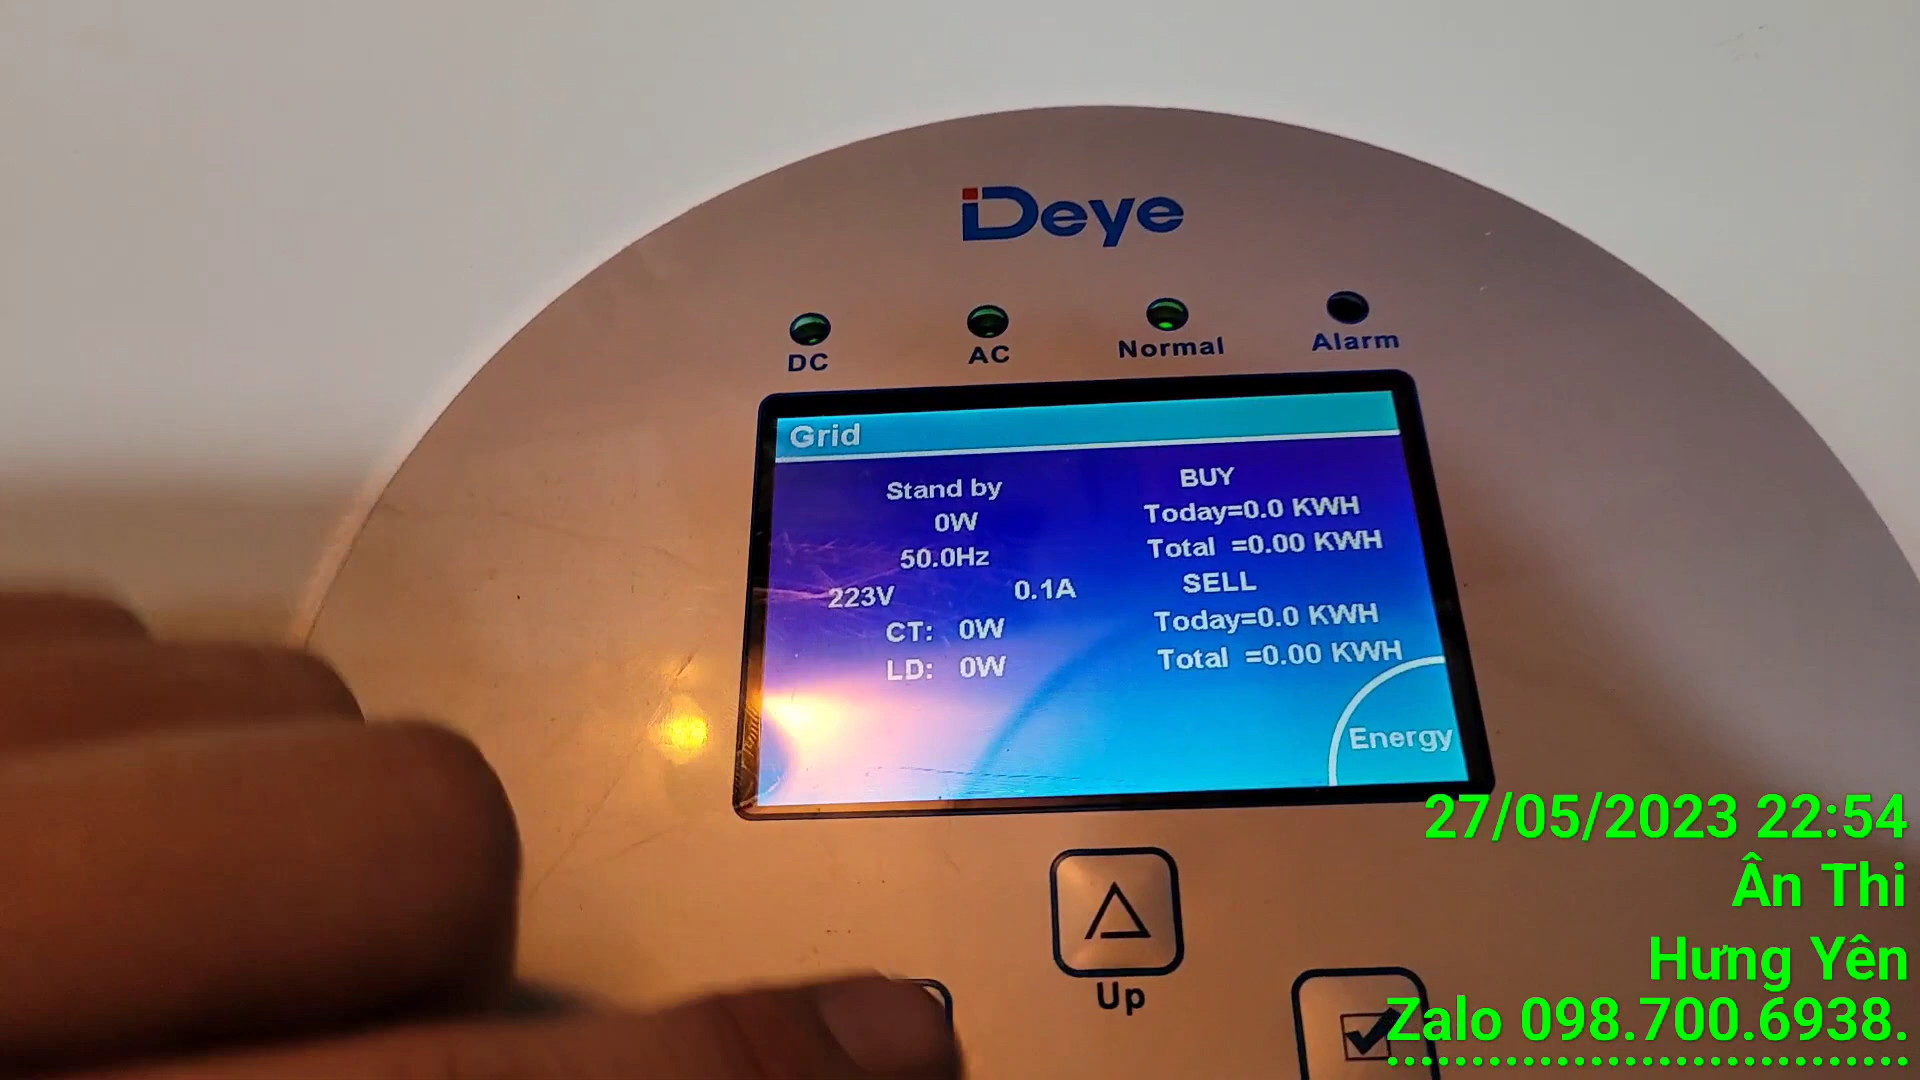 Deye
DC
AC
Normal
Alarm
Grid
Stand by
0W
50.0Hz
223V 0.1A
CT: 0W
LD: 0W
BUY
Today=0.0 KWH
Total =0.00 KWH
SELL
Today=0.0 KWH
Total =0.00 KWH
Energy
Up
27/05/2023 22:54
Ân Thi
Hưng Yên
Zalo 098.700.6938.